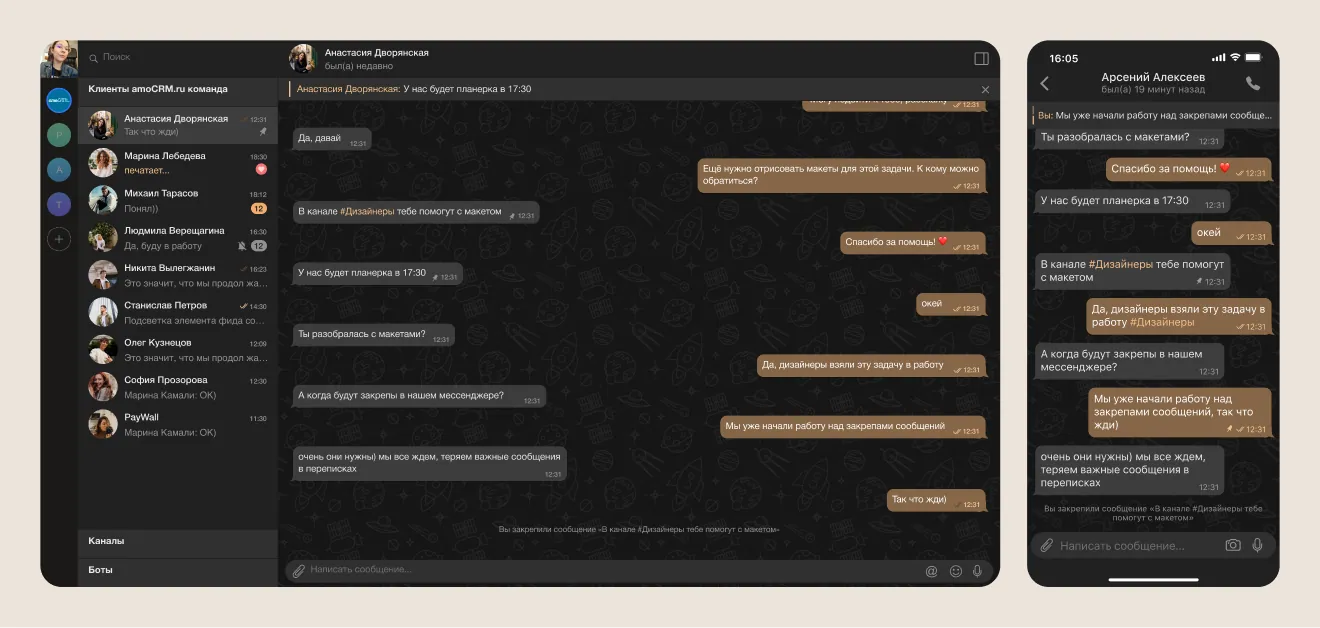 Поиск
Клиенты amoCRM.ru команда
amoCRM.
Р
А
Т
Анастасия Дворянская 12:31
Так что жди)
Марина Лебедева 18:30
печатает...
Михаил Тарасов 19:12
Понял)) 12
Людмила Верещагина 16:30
Да, буду в работу 12
Никита Вылегжанин 16:23
Это значит, что мы продол жа...
Станислав Петров 14:30
Подсветка элемента фида со...
Олег Кузнецов 12:09
Это значит, что мы продол жа...
София Прозорова 12:30
Марина Камали: ОК)
PayWall 11:30
Марина Камали: ОК)
Каналы
Боты
Анастасия Дворянская
был(а) недавно
Анастасия Дворянская: У нас будет планерка в 17:30
12:31
Да, давай 12:31
Ещё нужно отрисовать макеты для этой задачи. К кому можно
обратиться?
12:31
В канале #Дизайнеры тебе помогут с макетом 12:31
Спасибо за помощь! ❤️ 12:31
У нас будет планерка в 17:30 12:31
окей 12:31
Ты разобралась с макетами? 12:31
Да, дизайнеры взяли эту задачу в работу 12:31
А когда будут закрепы в нашем мессенджере? 12:31
Мы уже начали работу над закрепами сообщений 12:31
очень они нужны) мы все ждем, теряем важные сообщения
в переписках
12:31
Так что жди) 12:31
Вы закрепили сообщение «В канале #Дизайнеры тебе помогут с макетом»
Написать сообщение...
16:05
Арсений Алексеев
был(а) 19 минут назад
Вы: Мы уже начали работу над закрепами сообще...
Ты разобралась с макетами? 12:31
Спасибо за помощь! ❤️ 12:31
У нас будет планерка в 17:30 12:31
окей 12:31
В канале #Дизайнеры тебе помогут
с макетом 12:31
Да, дизайнеры взяли эту задачу в
работу #Дизайнеры 12:31
А когда будут закрепы в нашем
мессенджере? 12:31
Мы уже начали работу над
закрепами сообщений, так что
жди) 12:31
очень они нужны) мы все ждем,
теряем важные сообщения в
переписках 12:31
Вы закрепили сообщение «В канале #Дизайнеры тебе
помогут с макетом»
Написать сообщение...